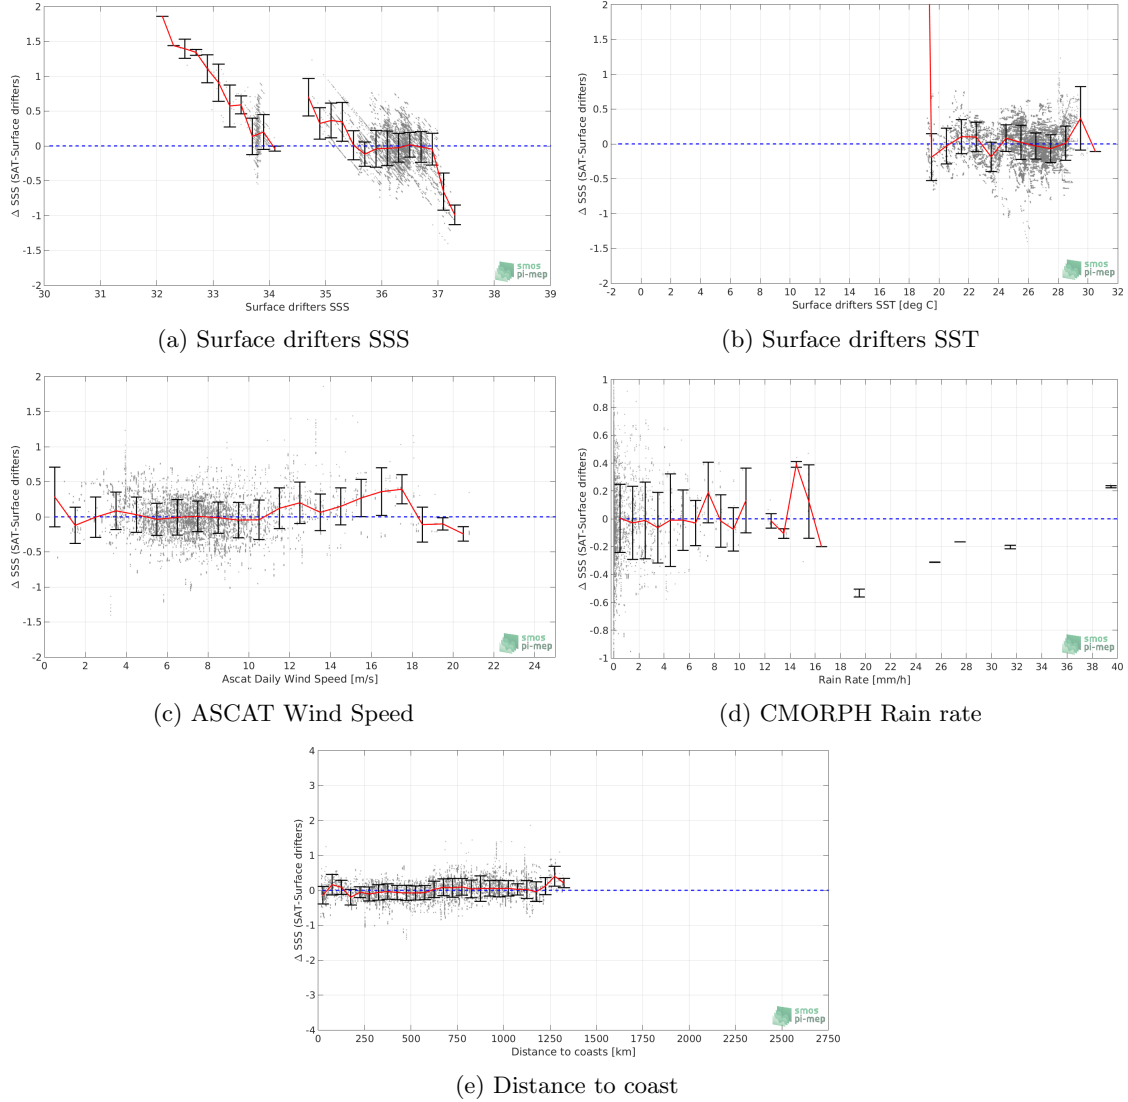 2
1.5
1
0.5
0
-0.5
-1
-1.5
-2
Δ SSS (SAT-Surface drifters)
30 31 32 33 34 35 36 37 38 39
Surface drifters SSS
smos
pi-mep
(a) Surface drifters SSS
2
1.5
1
0.5
0
-0.5
-1
-1.5
-2
Δ SSS (SAT-Surface drifters)
-2 0 2 4 6 8 10 12 14 16 18 20 22 24 26 28 30 32
Surface drifters SST [deg C]
smos
pi-mep
(b) Surface drifters SST
2
1.5
1
0.5
0
-0.5
-1
-1.5
-2
Δ SSS (SAT-Surface drifters)
0 2 4 6 8 10 12 14 16 18 20 22 24
Ascat Daily Wind Speed [m/s]
smos
pi-mep
(c) ASCAT Wind Speed
1
0.8
0.6
0.4
0.2
0
-0.2
-0.4
-0.6
-0.8
-1
Δ SSS (SAT-Surface drifters)
0 2 4 6 8 10 12 14 16 18 20 22 24 26 28 30 32 34 36 38 40
Rain Rate [mm/h]
smos
pi-mep
(d) CMORPH Rain rate
4
3
2
1
0
-1
-2
-3
-4
Δ SSS (SAT-Surface drifters)
0 250 500 750 1000 1250 1500 1750 2000 2250 2500 2750
Distance to coasts [km]
smos
pi-mep
(e) Distance to coast